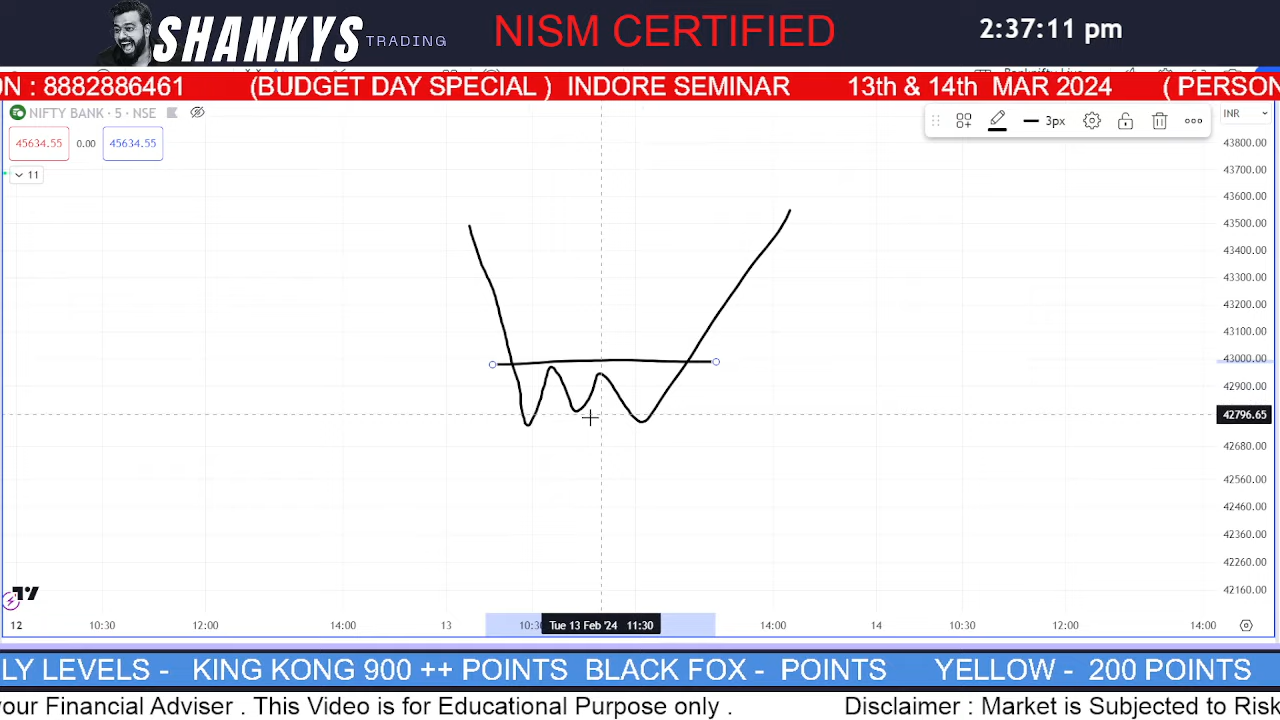 SHANKYS
TRADING
NISM CERTIFIED
2:37:11 pm
ON : 8882886461 (BUDGET DAY SPECIAL ) INDORE SEMINAR 13th & 14th MAR 2024 ( PERSON
NIFTY BANK · 5 · NSE
3px
INR
45634.55
0.00
45634.55
11
43800.00
43700.00
43600.00
43500.00
43400.00
43300.00
43200.00
43100.00
43000.00
42900.00
42796.65
42680.00
42560.00
42460.00
42360.00
42260.00
42160.00
12
10:30
12:00
14:00
13
10:30
Tue 13 Feb '24 11:30
14:00
14
10:30
12:00
14:00
LY LEVELS - KING KONG 900 ++ POINTS BLACK FOX - POINTS YELLOW - 200 POINTS
your Financial Adviser . This Video is for Educational Purpose only . Disclaimer : Market is Subjected to Risk